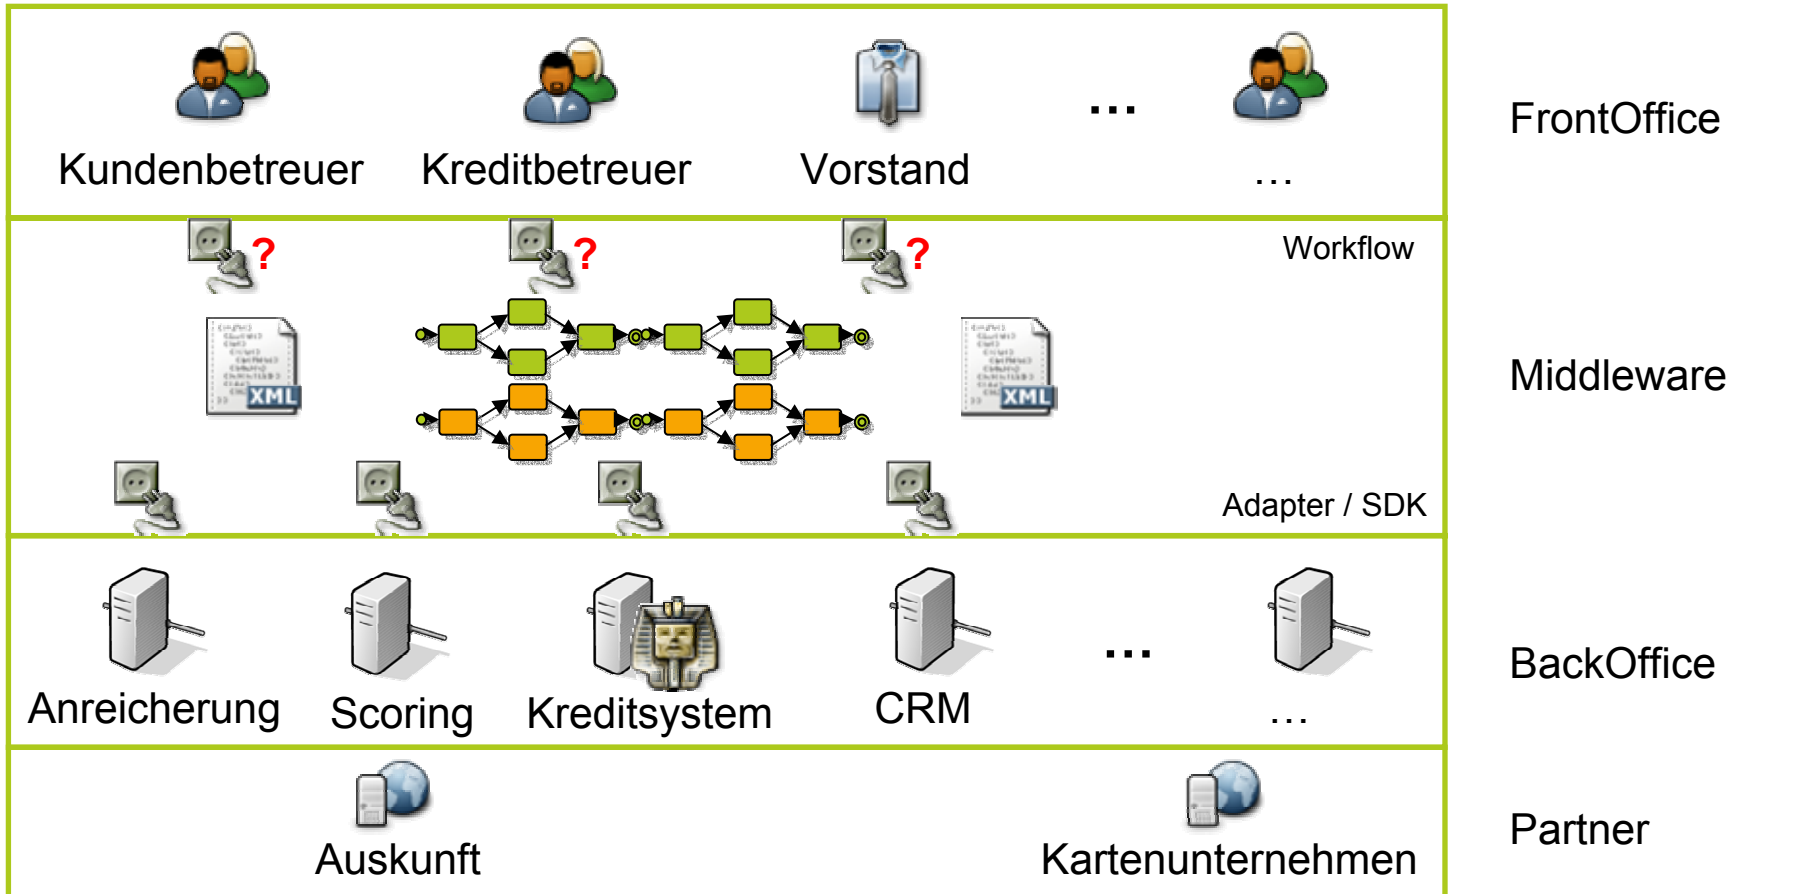 … FrontOffice
Kundenbetreuer Kreditbetreuer Vorstand …
? ? ? Workflow
XML XML Middleware
Adapter / SDK
… BackOffice
Anreicherung Scoring Kreditsystem CRM …
Partner
Auskunft Kartenunternehmen